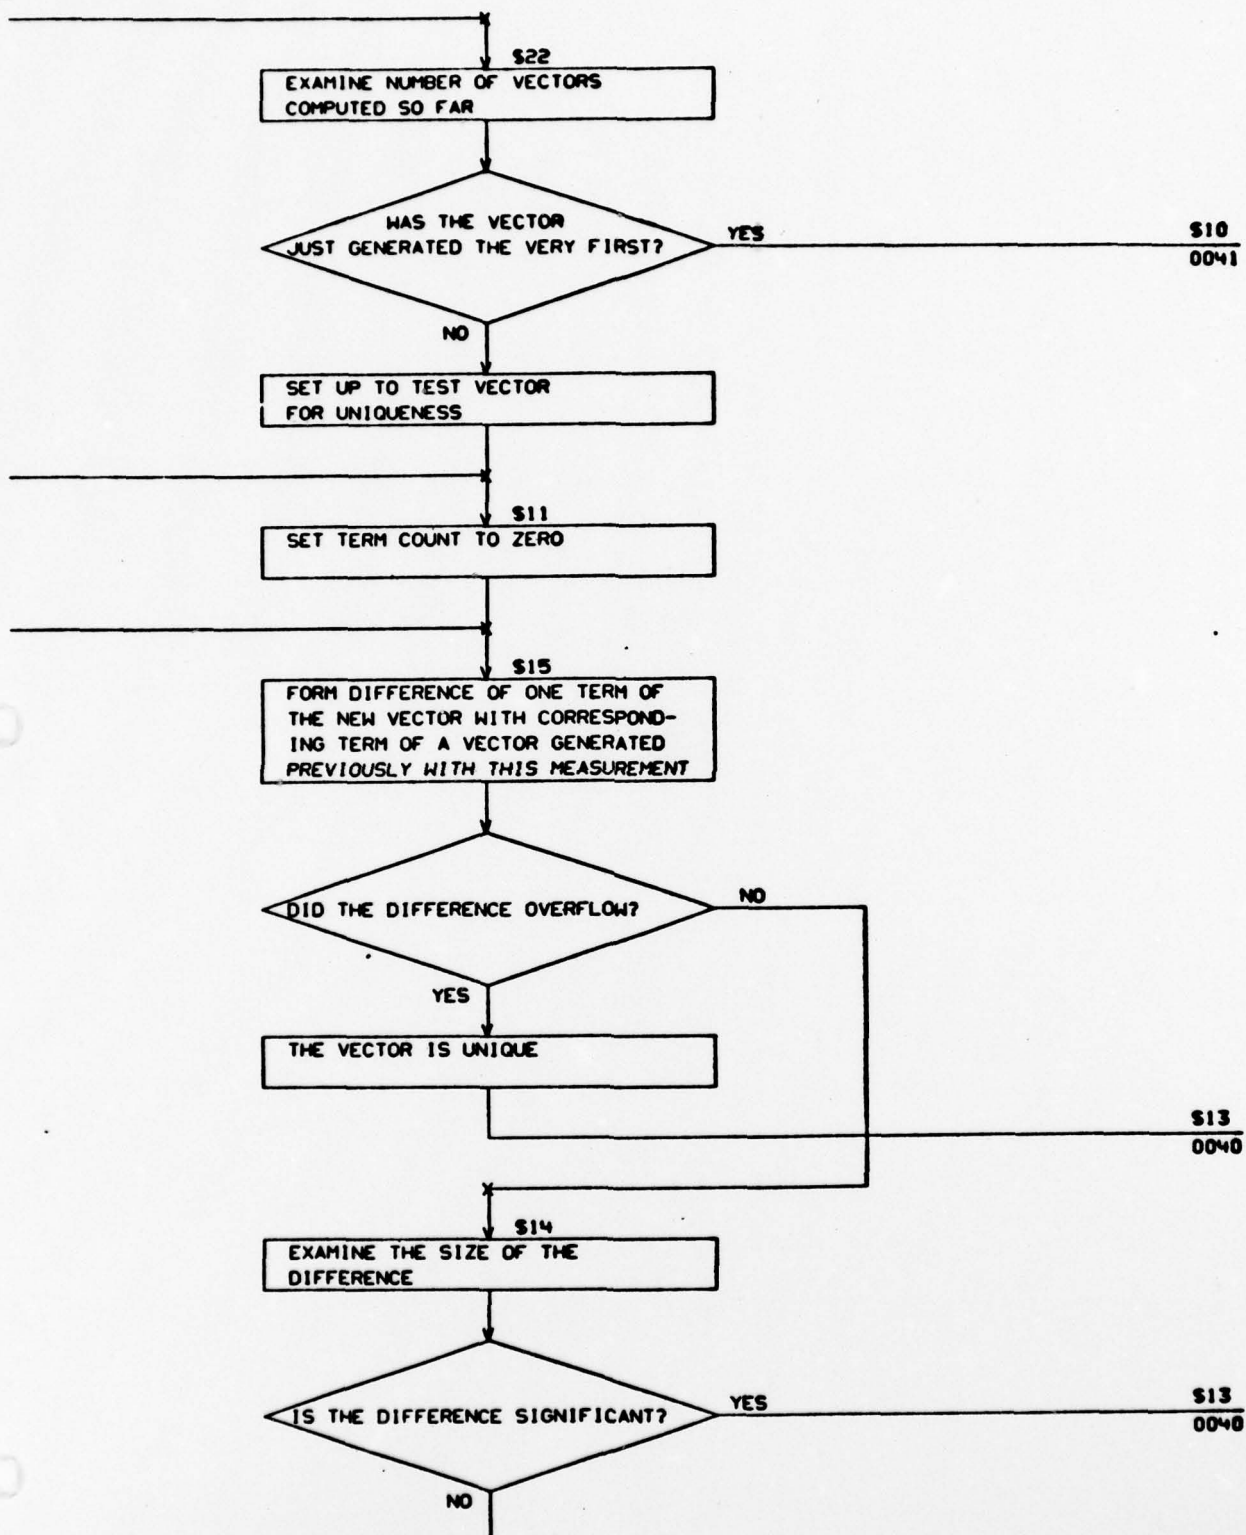 $22
EXAMINE NUMBER OF VECTORS
COMPUTED SO FAR
WAS THE VECTOR
JUST GENERATED THE VERY FIRST?
YES
$10
0041
NO
SET UP TO TEST VECTOR
FOR UNIQUENESS
$11
SET TERM COUNT TO ZERO
$15
FORM DIFFERENCE OF ONE TERM OF
THE NEW VECTOR WITH CORRESPOND-
ING TERM OF A VECTOR GENERATED
PREVIOUSLY WITH THIS MEASUREMENT
DID THE DIFFERENCE OVERFLOW?
NO
YES
THE VECTOR IS UNIQUE
$13
0040
$14
EXAMINE THE SIZE OF THE
DIFFERENCE
IS THE DIFFERENCE SIGNIFICANT?
YES
$13
0040
NO